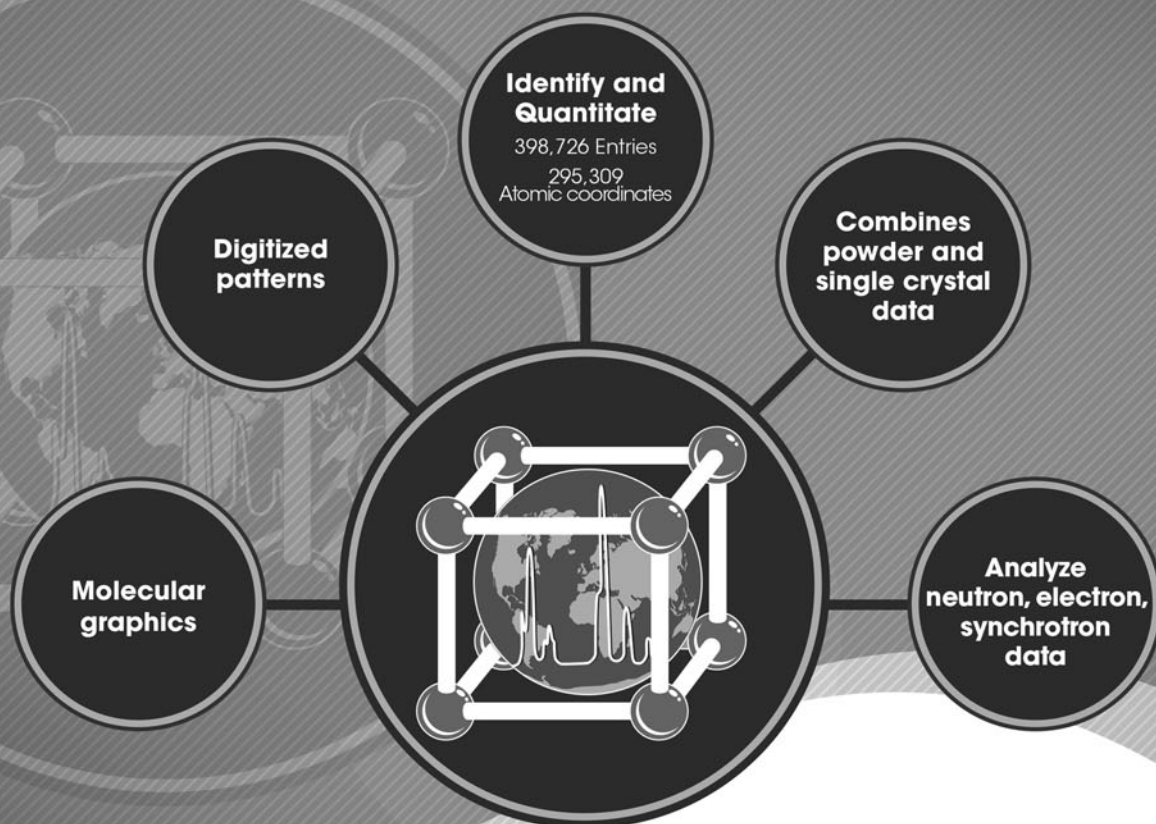 Identify and
Quantitate
398,726 Entries
295,309
Atomic coordinates
Digitized
patterns
Combines
powder and
single crystal
data
Molecular
graphics
Analyze
neutron, electron,
synchrotron
data